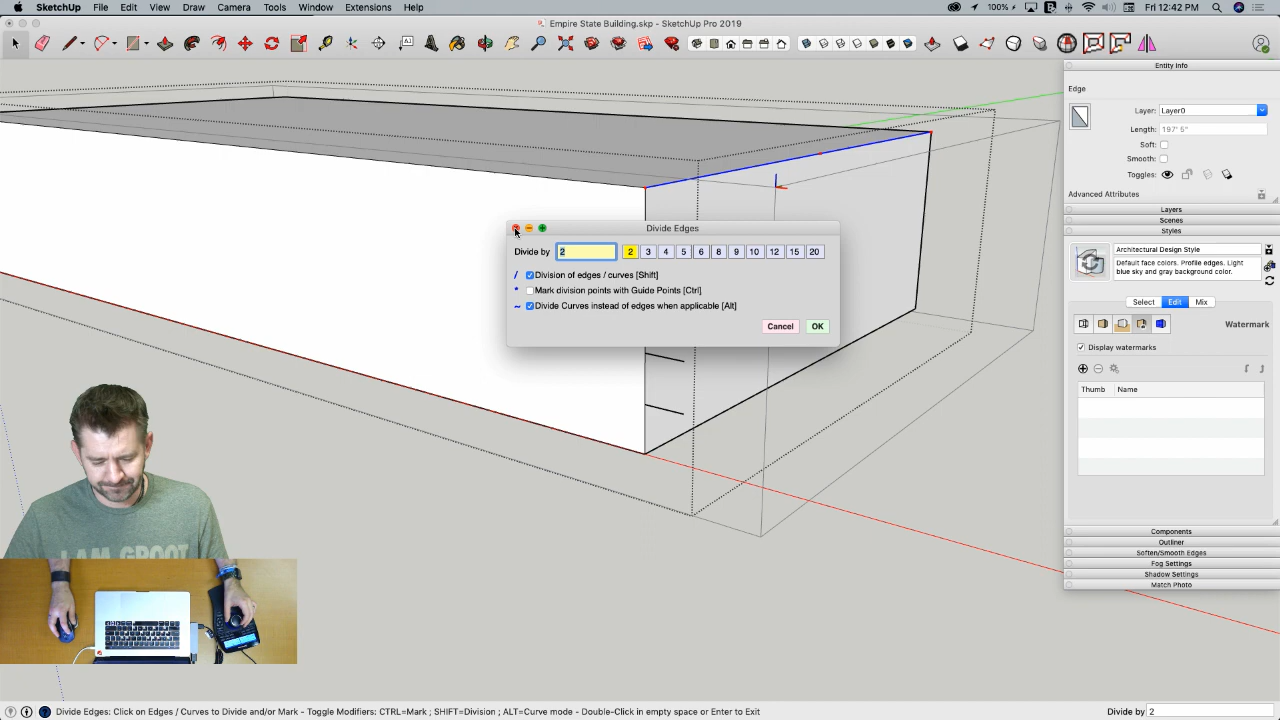 SketchUp File Edit View Draw Camera Tools Window Extensions Help 100% Fri 12:42 PM
Empire State Building.skp - SketchUp Pro 2019
Entity Info
Edge
Layer: Layer0
Length: 197' 5"
Soft:
Smooth:
Toggles:
Advanced Attributes
Layers
Scenes
Styles
Architectural Design Style
Default face colors. Profile edges. Light
blue sky and gray background color.
Select Edit Mix
Watermark
Display watermarks
Thumb Name
Components
Outliner
Soften/Smooth Edges
Fog Settings
Shadow Settings
Match Photo
Divide Edges
Divide by 2 2 3 4 5 6 8 9 10 12 15 20
/ Division of edges / curves [Shift]
* Mark division points with Guide Points [Ctrl]
~ Divide Curves instead of edges when applicable [Alt]
Cancel OK
I AM GROOT
Divide Edges: Click on Edges / Curves to Divide and/or Mark - Toggle Modifiers: CTRL=Mark ; SHIFT=Division ; ALT=Curve mode - Double-Click in empty space or Enter to Exit Divide by 2